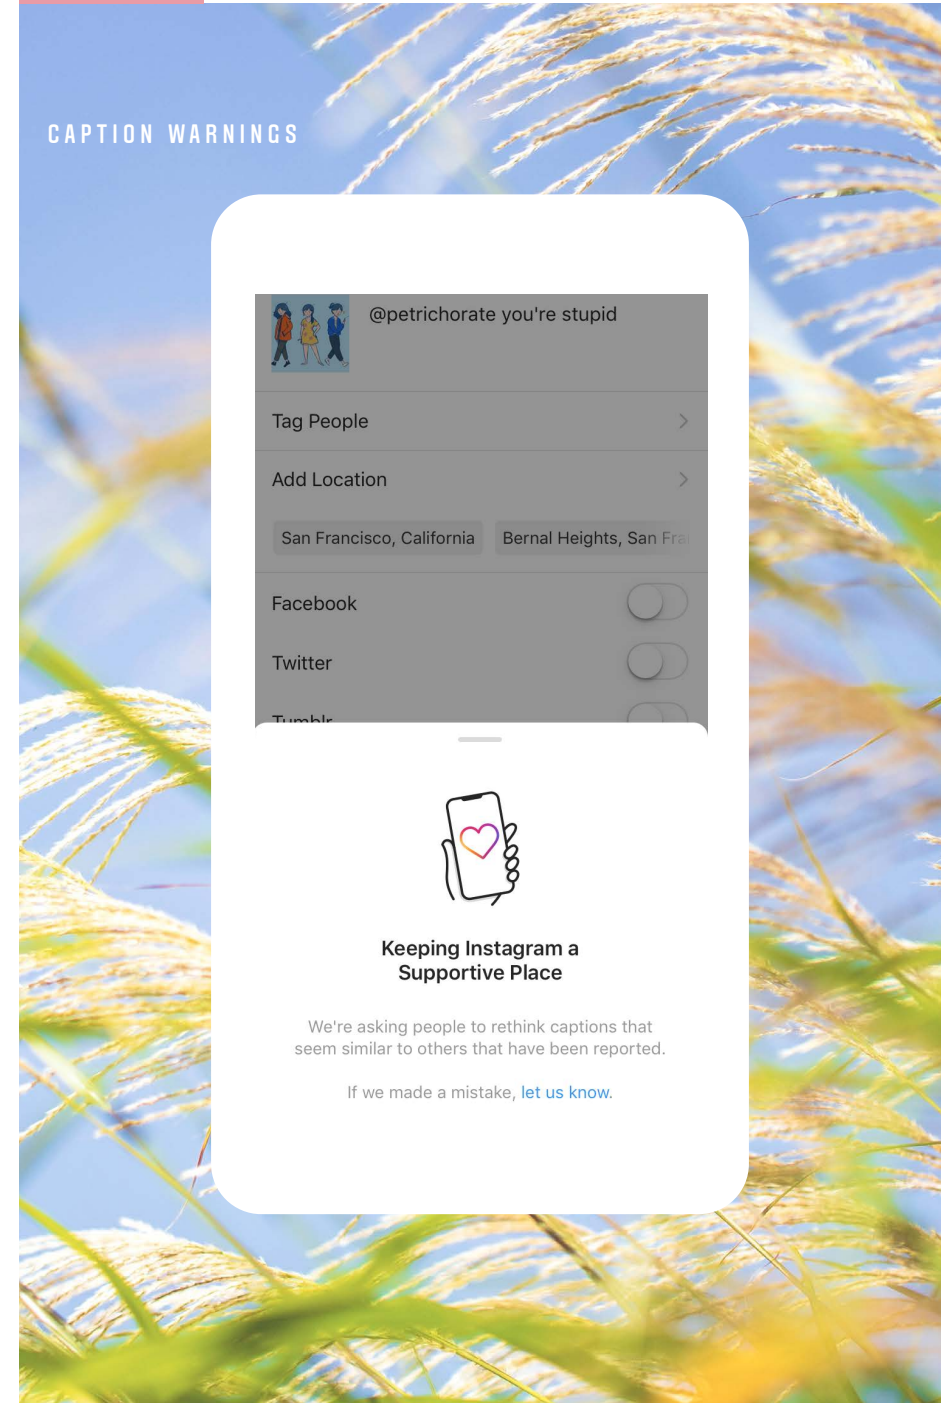 CAPTION WARNINGS
@petrichorate you're stupid
Tag People
Add Location
San Francisco, California
Bernal Heights, San Fra
Facebook
Twitter
Tumblr
Keeping Instagram a
Supportive Place
We're asking people to rethink captions that
seem similar to others that have been reported.
If we made a mistake, let us know.